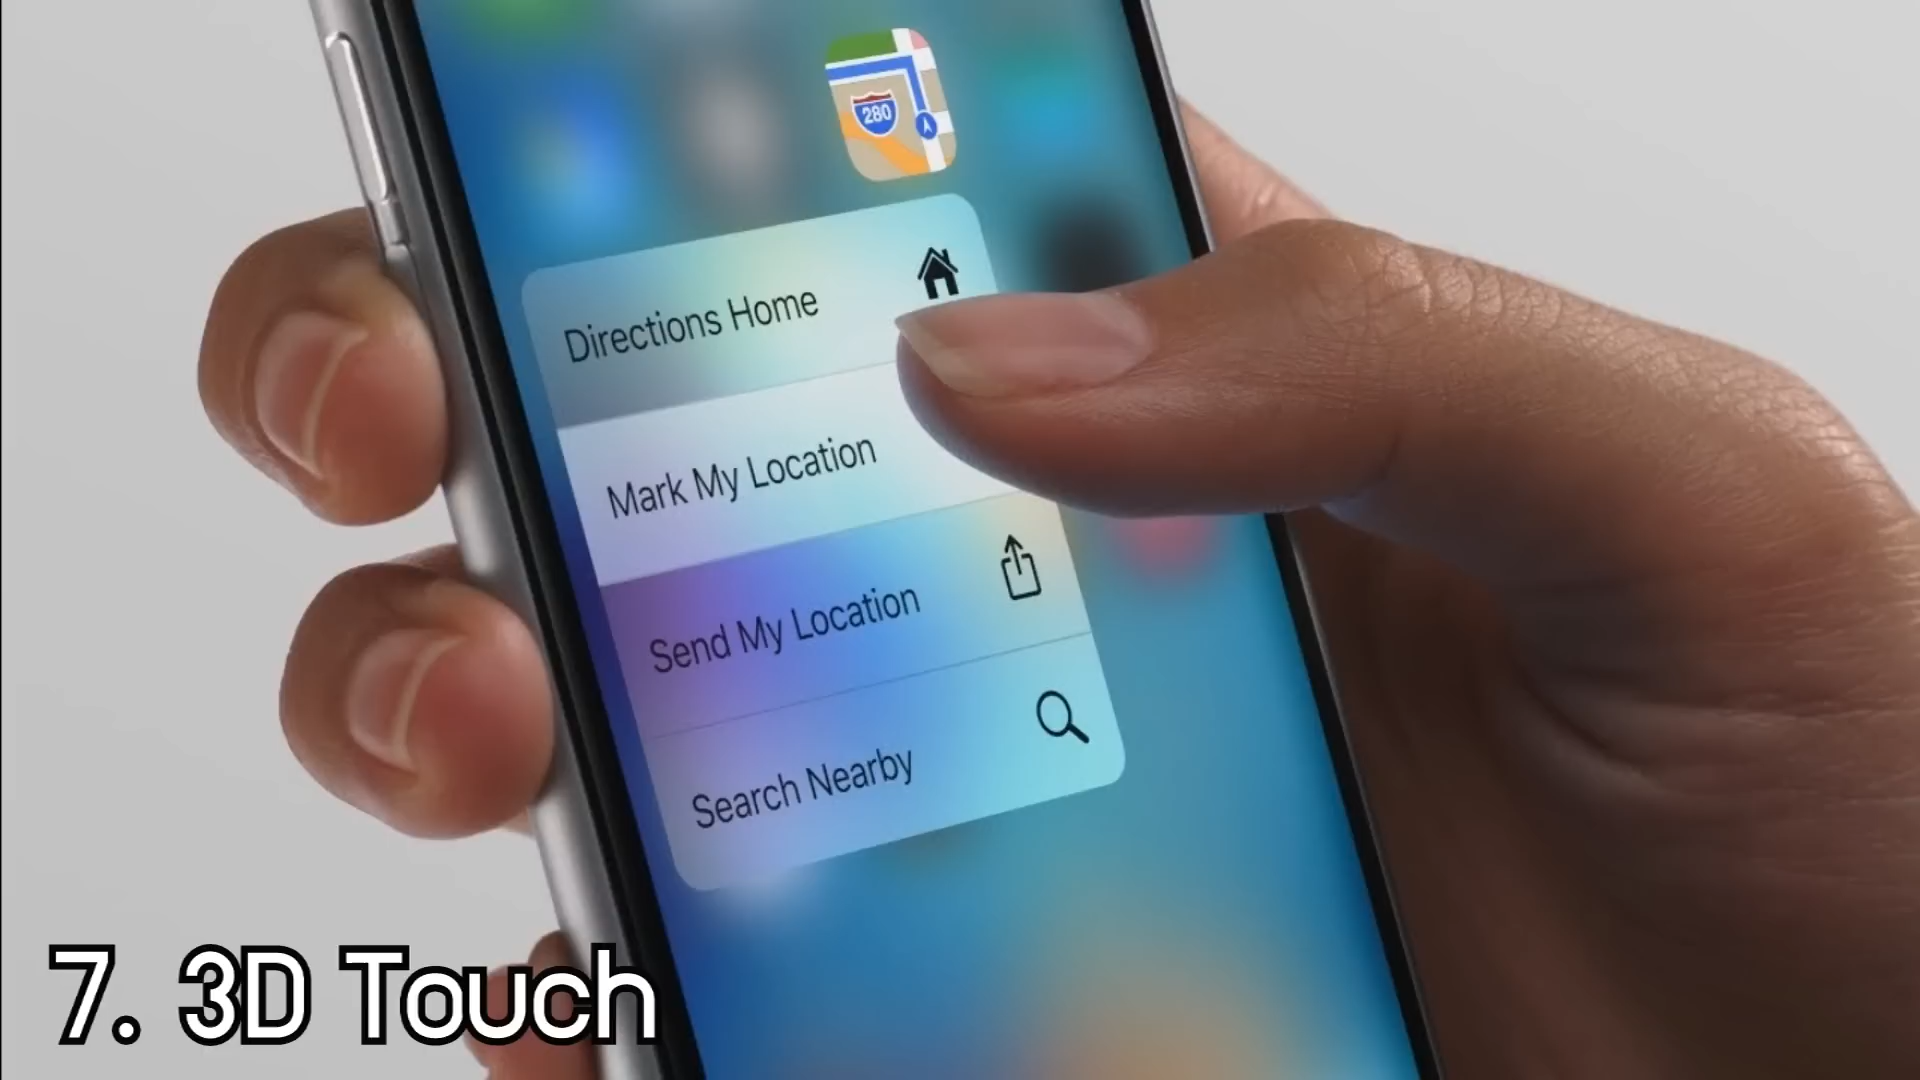 280
Directions Home
Mark My Location
Send My Location
Search Nearby
7. 3D Touch